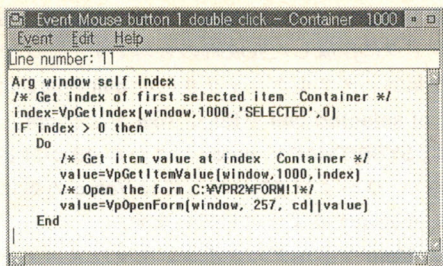 Event Mouse button 1 double click - Container 1000
Event Edit Help
Line number: 11
Arg window self index
/* Get index of first selected item Container */
index=VpGetIndex(window,1000,'SELECTED',0)
IF index > 0 then
Do
/* Get item value at index Container */
value=VpGetItemValue(window,1000,index)
/* Open the form C:¥VPR2¥FORM!1*/
value=VpOpenForm(window, 257, cd||value)
End